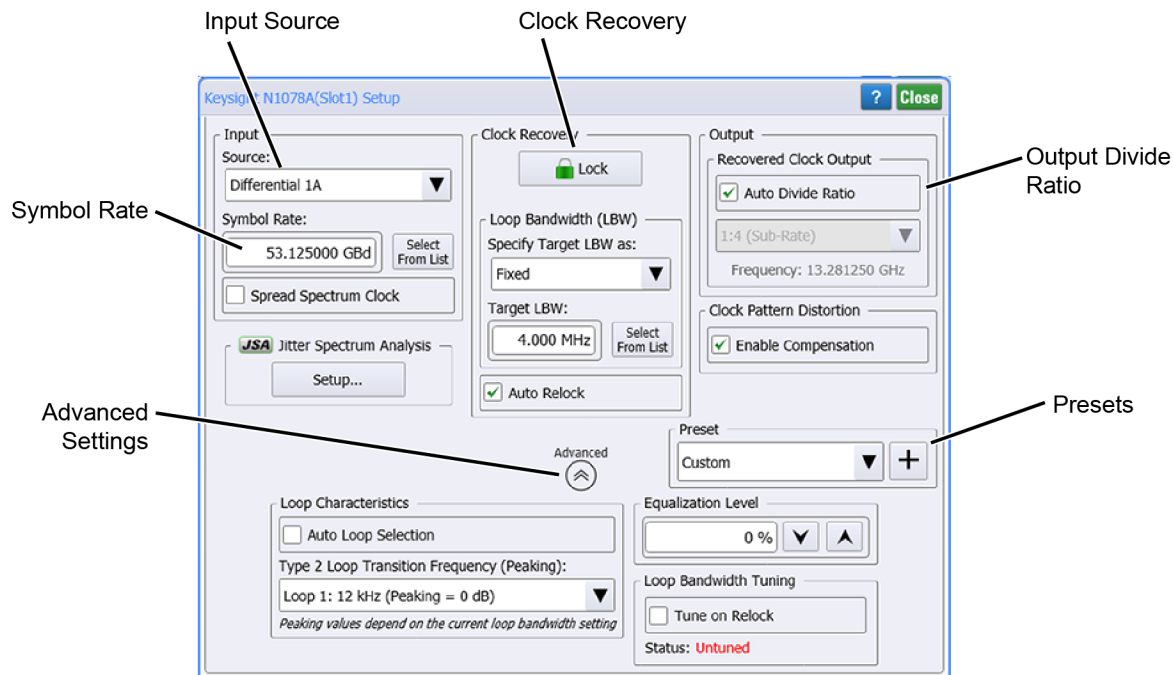 Input Source
Clock Recovery
Keysight N1078A(Slot1) Setup
?
Close
Input
Source:
Differential 1A
Symbol Rate:
53.125000 GBd
Select
From List
Spread Spectrum Clock
JSA Jitter Spectrum Analysis
Setup...
Clock Recovery
Lock
Loop Bandwidth (LBW)
Specify Target LBW as:
Fixed
Target LBW:
4.000 MHz
Select
From List
Auto Relock
Output
Recovered Clock Output
Auto Divide Ratio
1:4 (Sub-Rate)
Frequency: 13.281250 GHz
Clock Pattern Distortion
Enable Compensation
Output Divide
Ratio
Symbol Rate
Advanced
Settings
Presets
Preset
Custom
+
Advanced
Loop Characteristics
Auto Loop Selection
Type 2 Loop Transition Frequency (Peaking):
Loop 1: 12 kHz (Peaking = 0 dB)
Peaking values depend on the current loop bandwidth setting
Equalization Level
0 %
Loop Bandwidth Tuning
Tune on Relock
Status: Untuned